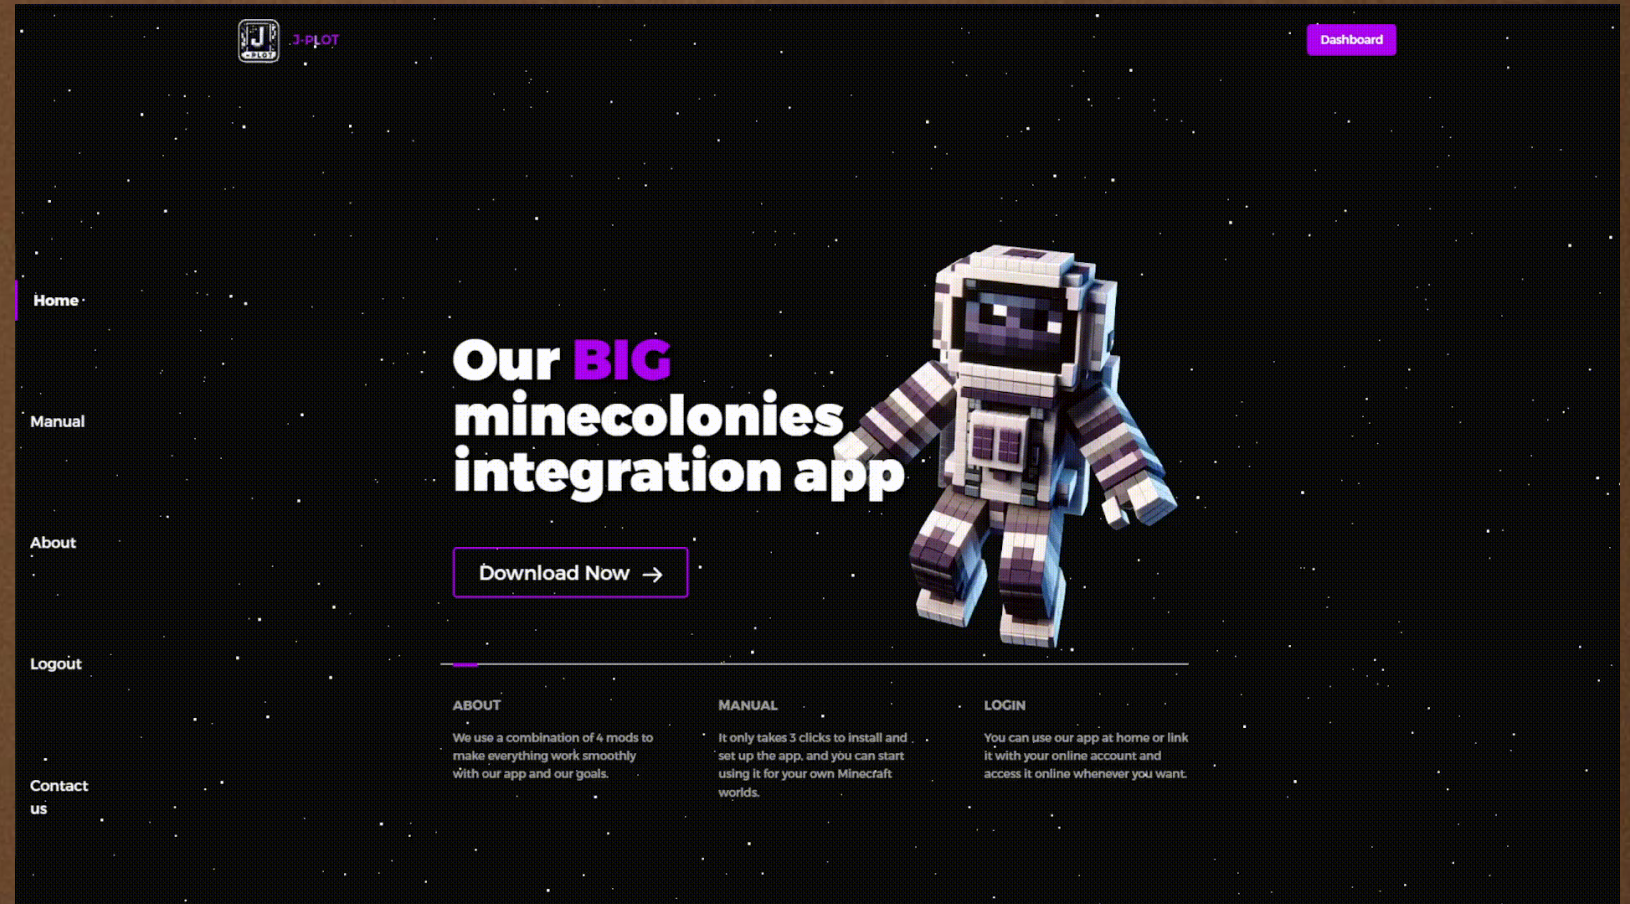 J
-PLOT
J-PLOT
Dashboard
Home
Manual
About
Logout
Contact
us
Our BIG
minecolonies
integration app
Download Now →
ABOUT
We use a combination of 4 mods to
make everything work smoothly
with our app and our goals.
MANUAL
It only takes 3 clicks to install and
set up the app, and you can start
using it for your own Minecraft
worlds.
LOGIN
You can use our app at home or link
it with your online account and
access it online whenever you want.